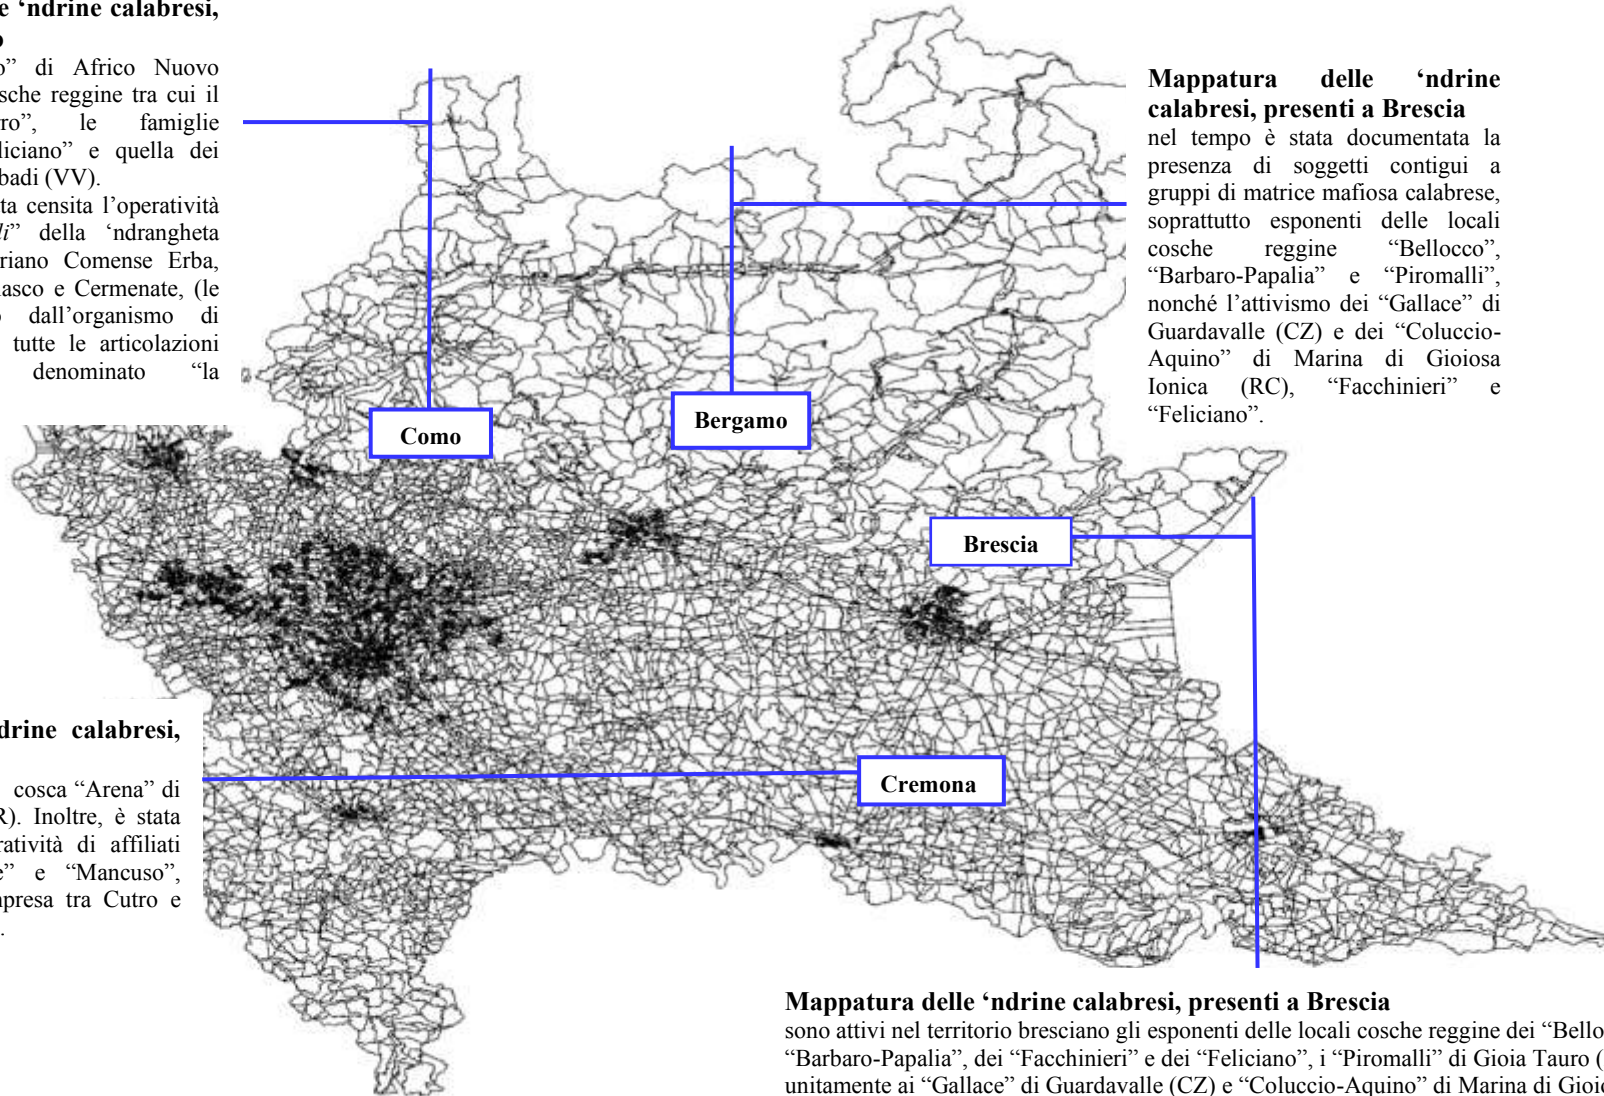 e ‘ndrine calabresi,
o
o” di Africo Nuovo
sche reggine tra cui il
rro”, le famiglie
liciano” e quella dei
badi (VV).
ta censita l’operatività
li” della ‘ndrangheta
riano Comense Erba,
iasco e Cermenate, (le
o dall’organismo di
tutte le articolazioni
denominato “la
Mappatura delle ‘ndrine
calabresi, presenti a Brescia
nel tempo è stata documentata la
presenza di soggetti contigui a
gruppi di matrice mafiosa calabrese,
soprattutto esponenti delle locali
cosche reggine “Bellocco”,
“Barbaro-Papalia” e “Piromalli”,
nonché l’attivismo dei “Gallace” di
Guardavalle (CZ) e dei “Coluccio-
Aquino” di Marina di Gioiosa
Ionica (RC), “Facchinieri” e
“Feliciano”.
Como
Bergamo
Brescia
Cremona
drine calabresi,
cosca “Arena” di
R). Inoltre, è stata
ratività di affiliati
e” e “Mancuso”,
mpresa tra Cutro e
.
Mappatura delle ‘ndrine calabresi, presenti a Brescia
sono attivi nel territorio bresciano gli esponenti delle locali cosche reggine dei “Bello
“Barbaro-Papalia”, dei “Facchinieri” e dei “Feliciano”, i “Piromalli” di Gioia Tauro (
unitamente ai “Gallace” di Guardavalle (CZ) e “Coluccio-Aquino” di Marina di Gioio